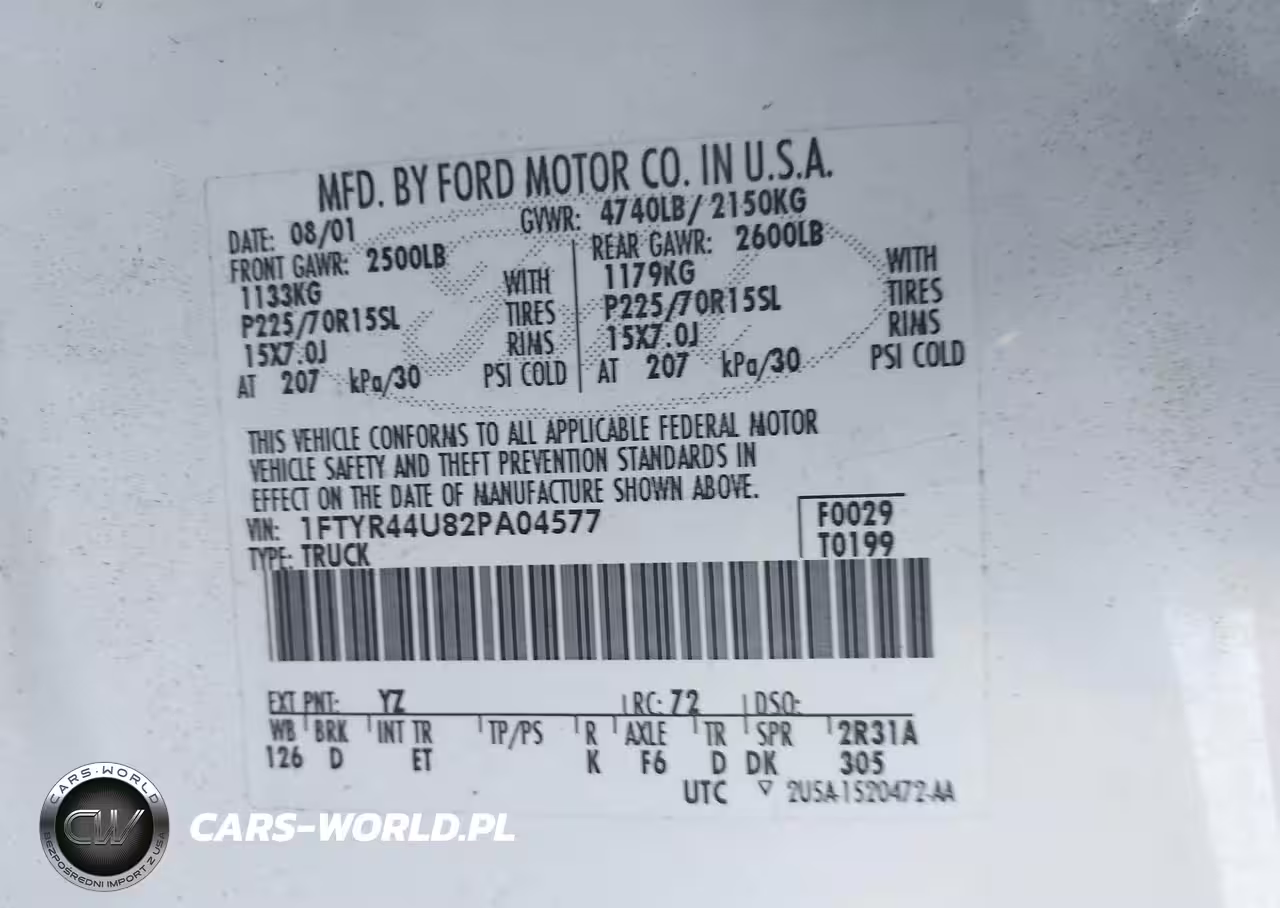 MFD. BY FORD MOTOR CO. IN U.S.A.
DATE: 08/01 GVWR: 4740LB/ 2150KG
FRONT GAWR: 2500LB REAR GAWR: 2600LB
1133KG WITH 1179KG WITH
P225/70R15SL TIRES P225/70R15SL TIRES
15X7.0J RIMS 15X7.0J RIMS
AT 207 kPa/30 PSI COLD AT 207 kPa/30 PSI COLD
THIS VEHICLE CONFORMS TO ALL APPLICABLE FEDERAL MOTOR
VEHICLE SAFETY AND THEFT PREVENTION STANDARDS IN
EFFECT ON THE DATE OF MANUFACTURE SHOWN ABOVE.
VIN: 1FTYR44U82PA04577 F0029
TYPE: TRUCK T0199
EXT PNT: YZ RC: 72 DSO:
WB BRK INT TR TP/PS R AXLE TR SPR 2R31A
126 D ET K F6 D DK 305
UTC ▽ 2U5A-1520472-AA
CARS-WORLD
CW
BEZPOŚREDNI IMPORT Z USA
CARS-WORLD.PL